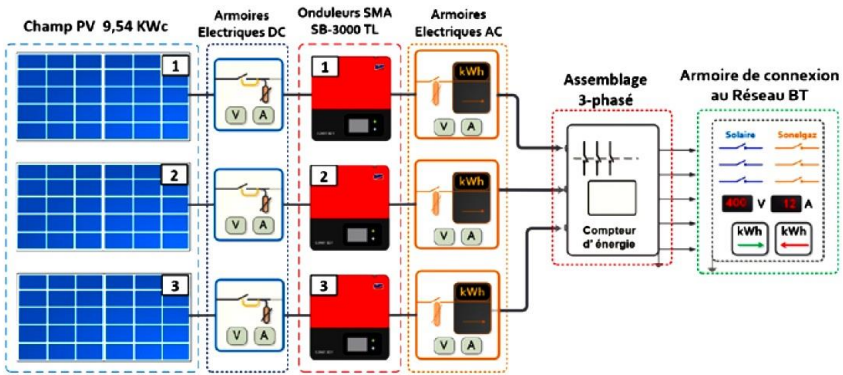 Champ PV 9,54 KWc
Armoires
Electriques DC
Onduleurs SMA
SB-3000 TL
Armoires
Electriques AC
Assemblage
3-phasé
Armoire de connexion
au Réseau BT
1
V A
1
kWh
V A
2
V A
2
kWh
V A
3
V A
3
kWh
V A
Compteur
d' énergie
Solaire Sonelgaz
400 V 12 A
kWh kWh